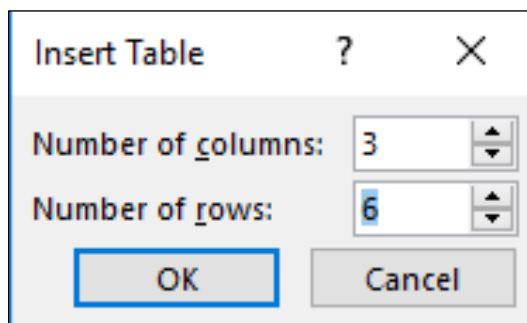 Insert Table ?
Number of columns: 3
Number of rows: 6
OK Cancel